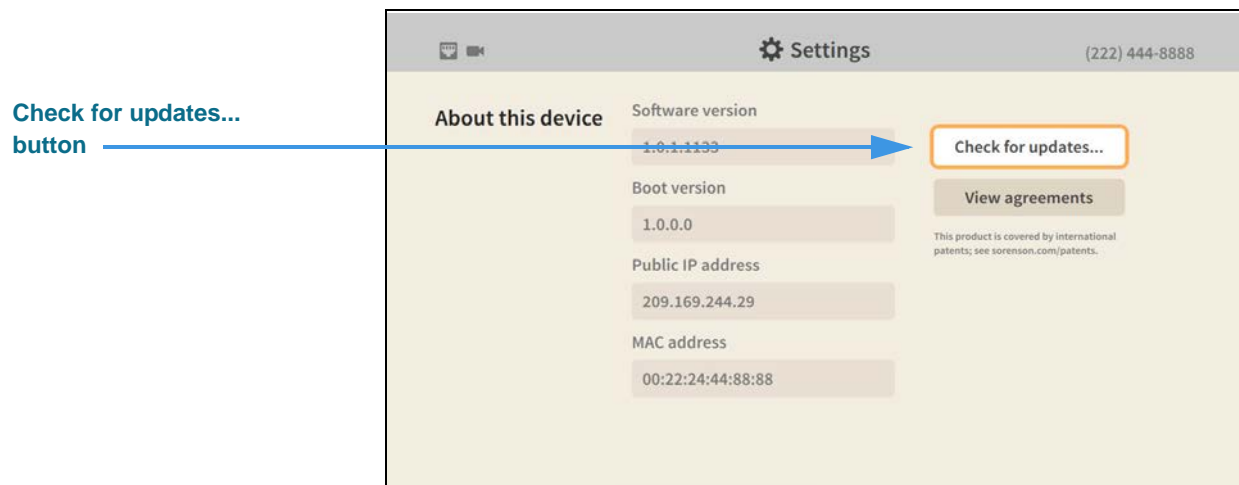 Settings
(222) 444-8888
Check for updates...
button
About this device
Software version
1.0.1.1133
Check for updates...
Boot version
View agreements
1.0.0.0
This product is covered by international
patents; see sorenson.com/patents.
Public IP address
209.169.244.29
MAC address
00:22:24:44:88:88